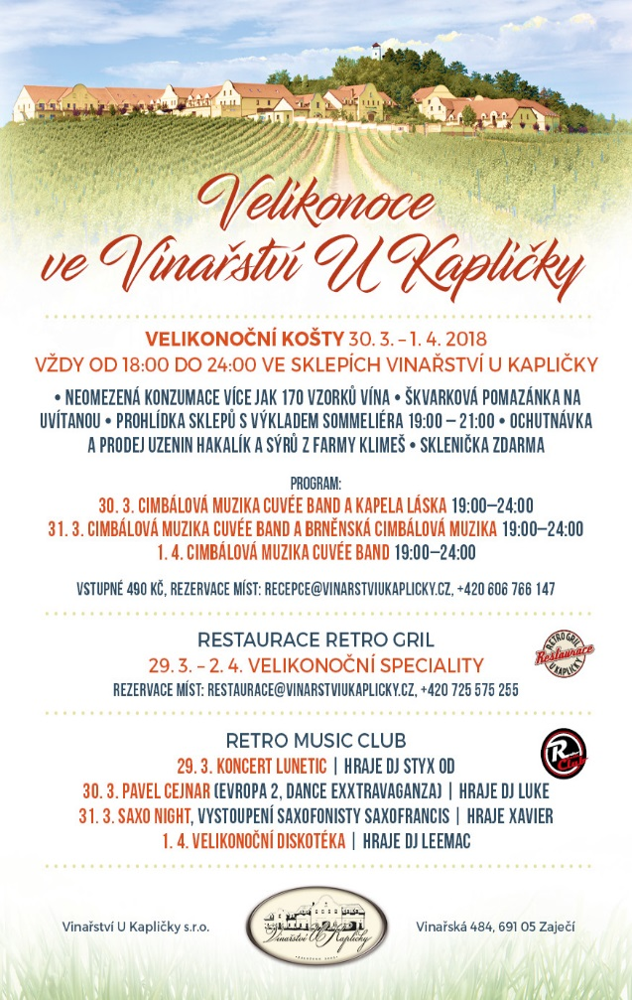 Velikonoce
ve Vinařství U Kapličky
VELIKONOČNÍ KOŠTY 30. 3. – 1. 4. 2018
VŽDY OD 18:00 DO 24:00 VE SKLEPÍCH VINAŘSTVÍ U KAPLIČKY
• NEOMEZENÁ KONZUMACE VÍCE JAK 170 VZORKŮ VÍNA • ŠKVARKOVÁ POMAZÁNKA NA
UVÍTANOU • PROHLÍDKA SKLEPŮ S VÝKLADEM SOMMELIÉRA 19:00 – 21:00 • OCHUTNÁVKA
A PRODEJ UZENIN HAKALÍK A SÝRŮ Z FARMY KLIMEŠ • SKLENIČKA ZDARMA
PROGRAM:
30. 3. CIMBÁLOVÁ MUZIKA CUVÉE BAND A KAPELA LÁSKA 19:00–24:00
31. 3. CIMBÁLOVÁ MUZIKA CUVÉE BAND A BRNĚNSKÁ CIMBÁLOVÁ MUZIKA 19:00–24:00
1. 4. CIMBÁLOVÁ MUZIKA CUVÉE BAND 19:00–24:00
VSTUPNÉ 490 KČ, REZERVACE MÍST: RECEPCE@VINARSTVIUKAPLICKY.CZ, +420 606 766 147
RESTAURACE RETRO GRIL
29. 3. – 2. 4. VELIKONOČNÍ SPECIALITY
REZERVACE MÍST: RESTAURACE@VINARSTVIUKAPLICKY.CZ, +420 725 575 255
RETRO GRIL
Restaurace
U KAPLICKY
RETRO MUSIC CLUB
29. 3. KONCERT LUNETIC | HRAJE DJ STYX OD
30. 3. PAVEL CEJNAR (EVROPA 2, DANCE EXXTRAVAGANZA) | HRAJE DJ LUKE
31. 3. SAXO NIGHT, VYSTOUPENÍ SAXOFONISTY SAXOFRANCIS | HRAJE XAVIER
1. 4. VELIKONOČNÍ DISKOTÉKA | HRAJE DJ LEEMAC
R
Club
Vinařství U Kapličky s.r.o.
Vinařství U Kapličky
Vinařská 484, 691 05 Zaječí